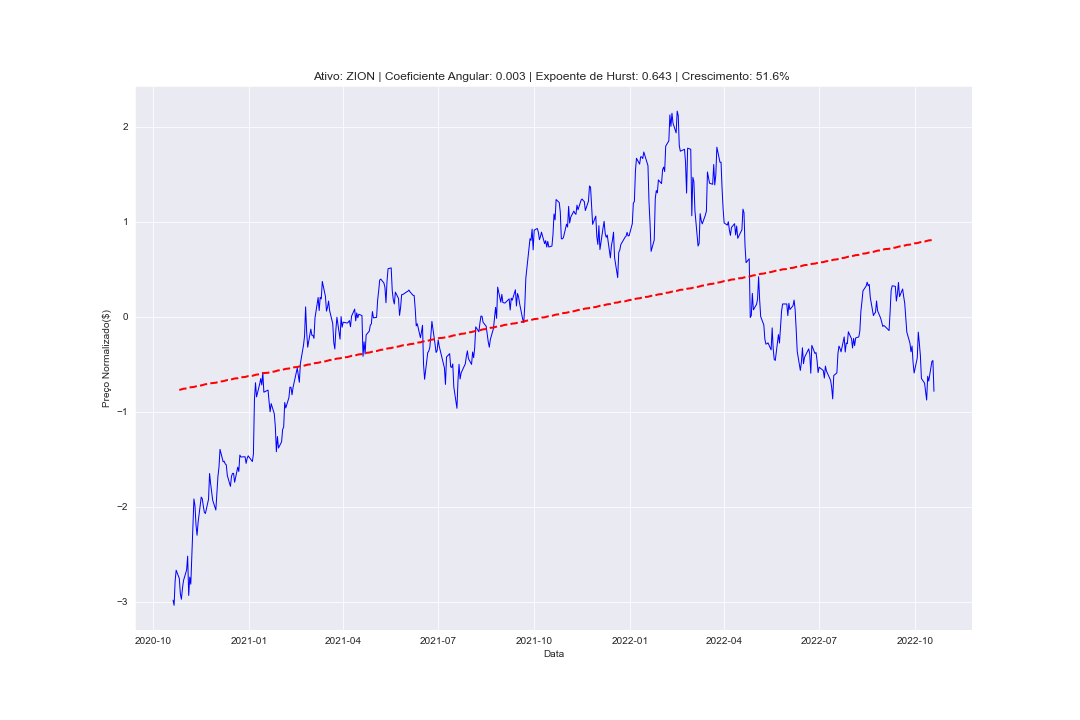 Ativo: ZION | Coeficiente Angular: 0.003 | Expoente de Hurst: 0.643 | Crescimento: 51.6%
Preço Normalizado($)
2
1
0
−1
−2
−3
2020-10 2021-01 2021-04 2021-07 2021-10 2022-01 2022-04 2022-07 2022-10
Data